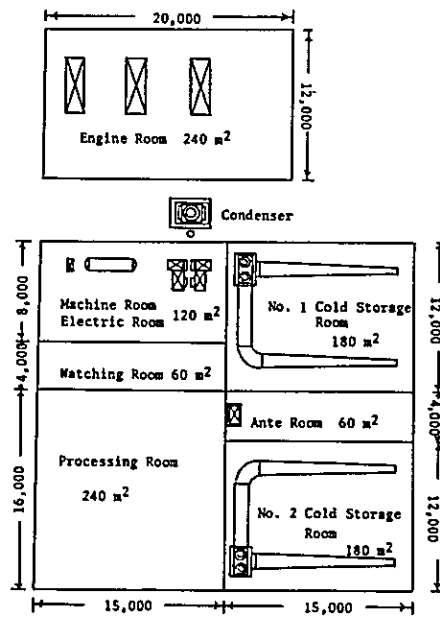 20,000
12,000
Engine Room 240 m²
Condenser
8,000
Machine Room
Electric Room 120 m²
No. 1 Cold Storage
Room
180 m²
12,000
4,000
Watching Room 60 m²
Ante Room 60 m²
4,000
Processing Room
240 m²
16,000
No. 2 Cold Storage
Room
180 m²
12,000
15,000
15,000